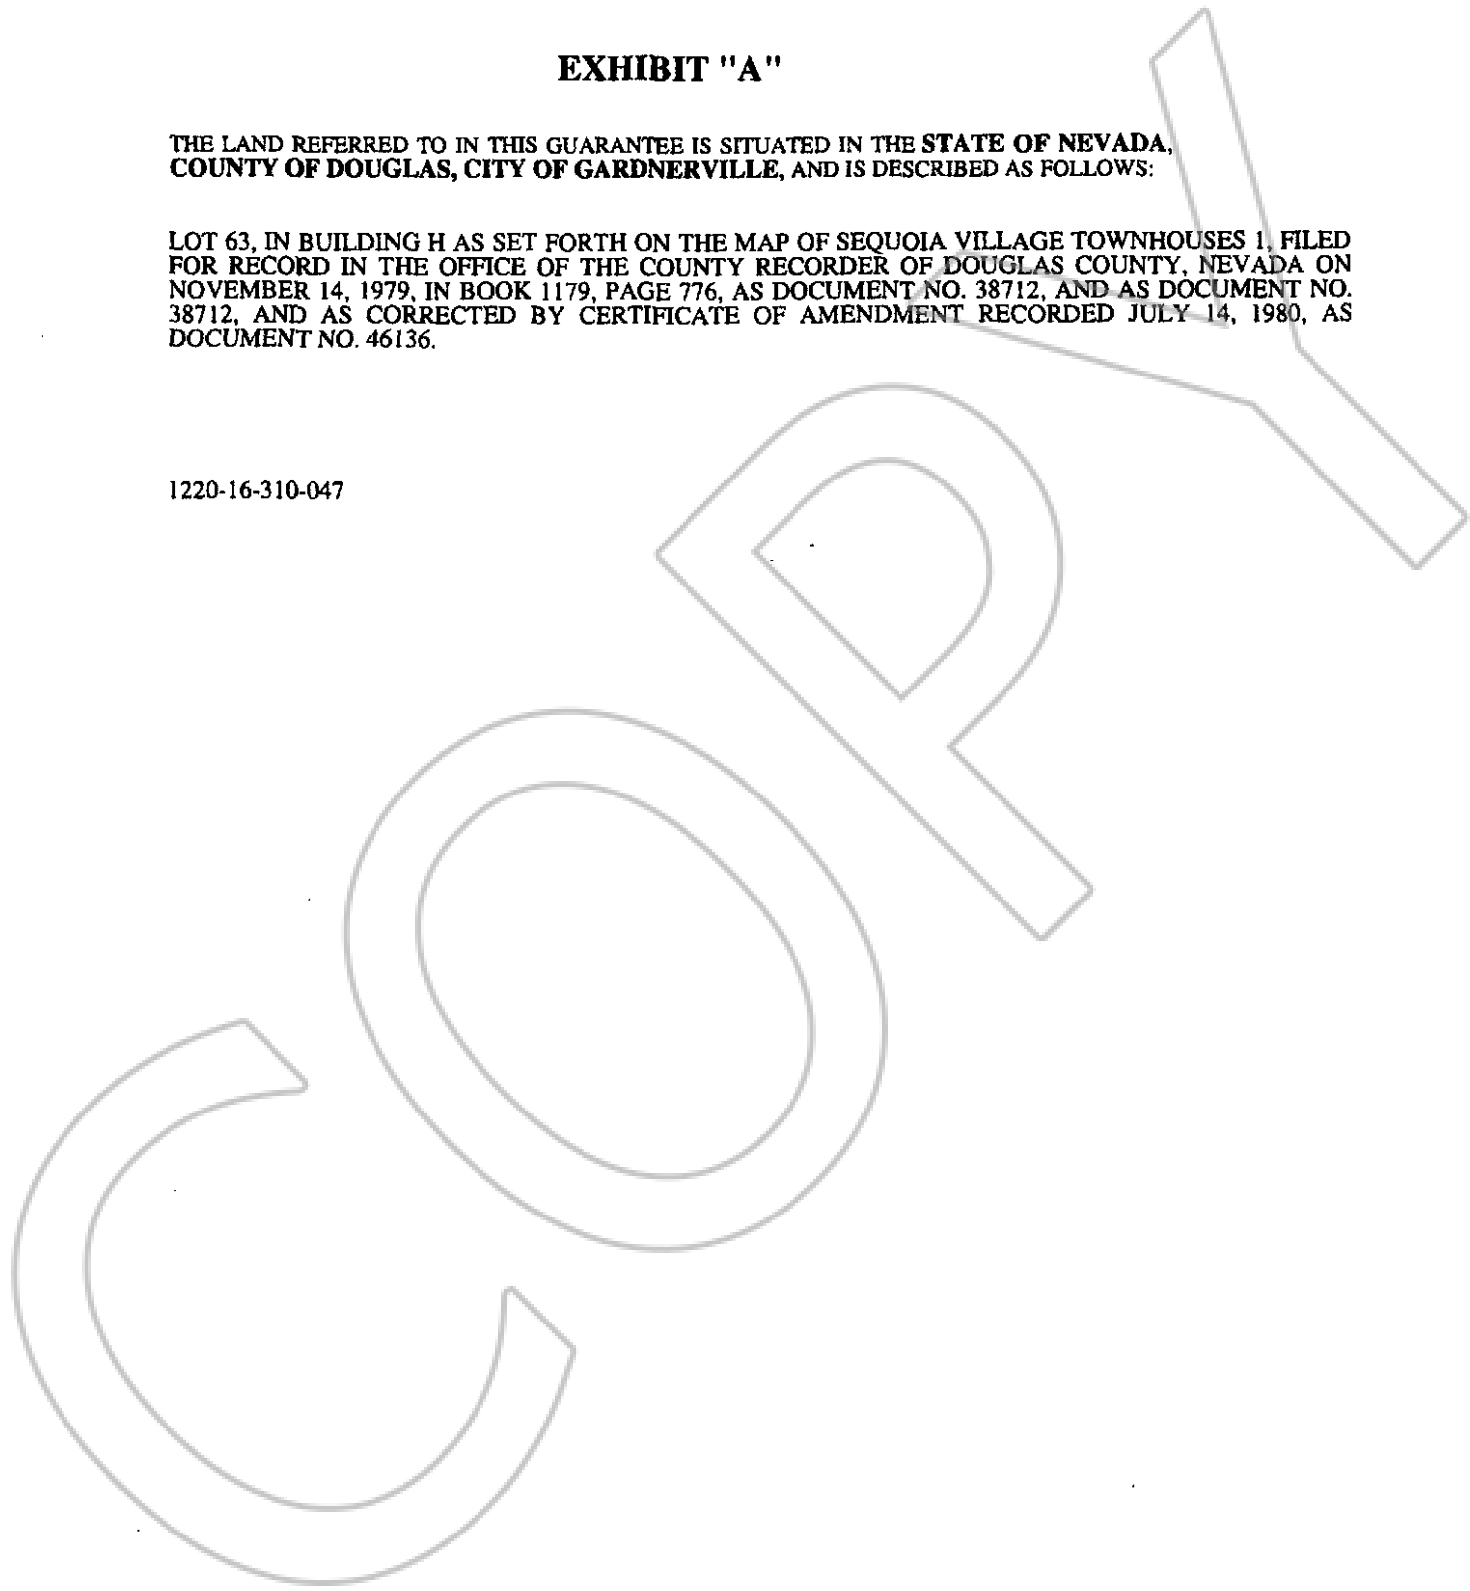 EXHIBIT "A"
THE LAND REFERRED TO IN THIS GUARANTEE IS SITUATED IN THE STATE OF NEVADA,
COUNTY OF DOUGLAS, CITY OF GARDNERVILLE, AND IS DESCRIBED AS FOLLOWS:
LOT 63, IN BUILDING H AS SET FORTH ON THE MAP OF SEQUOIA VILLAGE TOWNHOUSES 1, FILED
FOR RECORD IN THE OFFICE OF THE COUNTY RECORDER OF DOUGLAS COUNTY, NEVADA ON
NOVEMBER 14, 1979, IN BOOK 1179, PAGE 776, AS DOCUMENT NO. 38712, AND AS DOCUMENT NO.
38712, AND AS CORRECTED BY CERTIFICATE OF AMENDMENT RECORDED JULY 14, 1980, AS
DOCUMENT NO. 46136.
1220-16-310-047
COPY